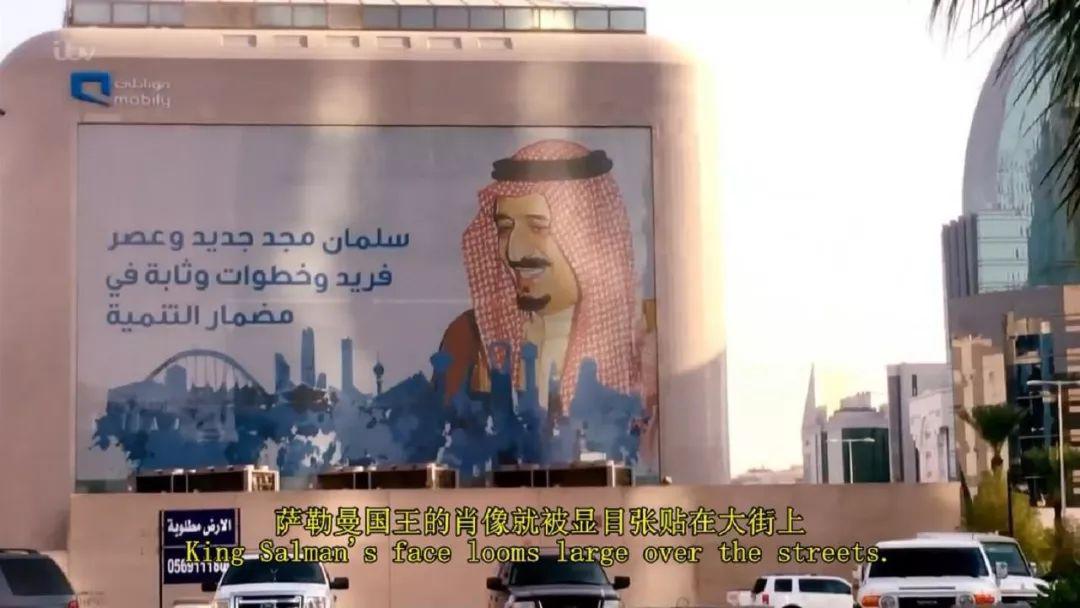 itv
موبايلي
mobily
سلمان مجد جديد وعصر
فريد وخطوات وثابة في
مضمار التنمية
الارض مطلوبة
萨勒曼国王的肖像就被显目张贴在大街上
King Salman's face looms large over the streets.